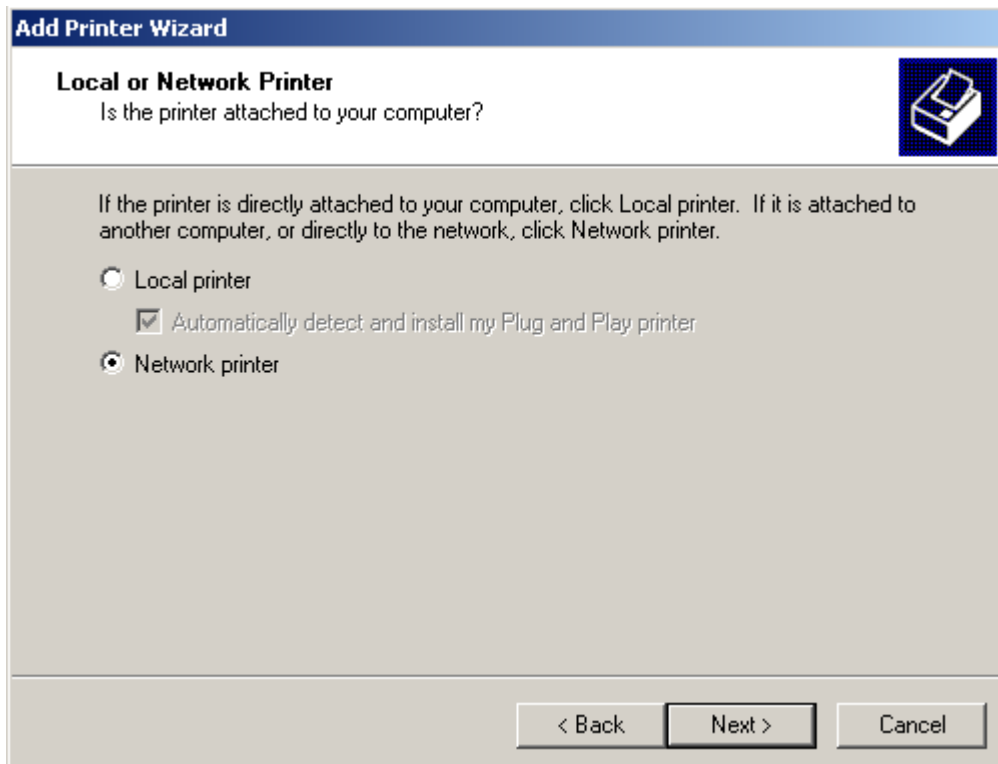 Add Printer Wizard
Local or Network Printer
Is the printer attached to your computer?
If the printer is directly attached to your computer, click Local printer.  If it is attached to
another computer, or directly to the network, click Network printer.
Local printer
Automatically detect and install my Plug and Play printer
Network printer
< Back
Next >
Cancel